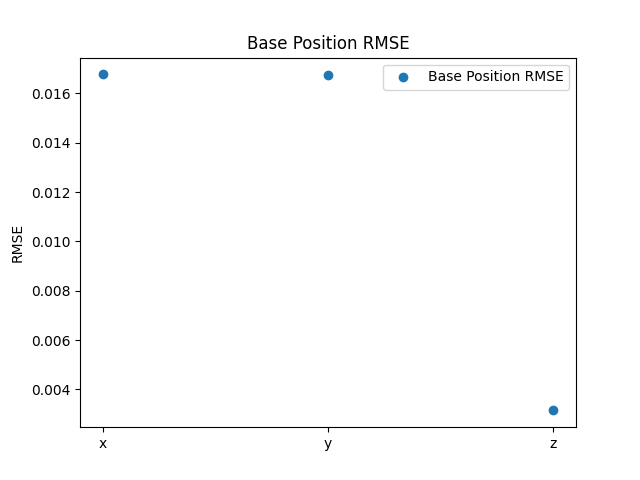 Base Position RMSE
Base Position RMSE
0.016
0.014
0.012
0.010
0.008
0.006
0.004
RMSE
x y z